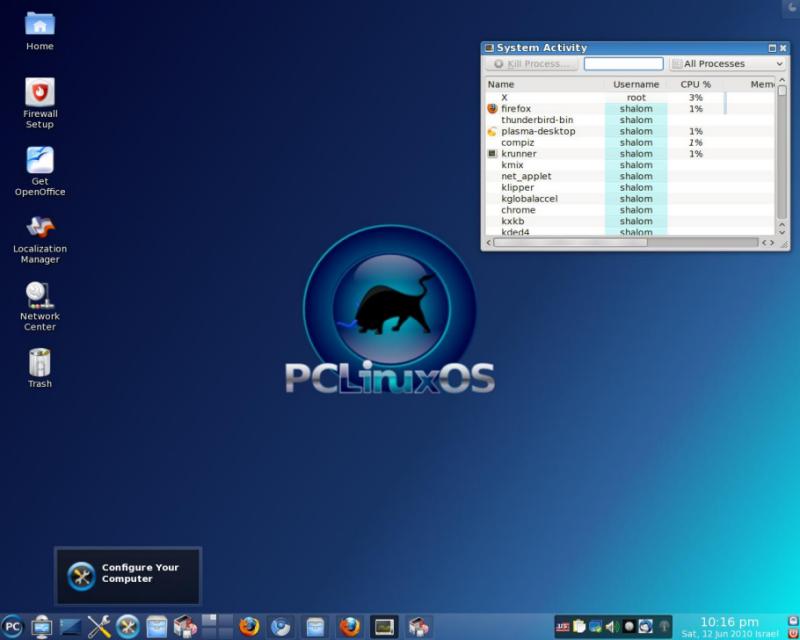 Home
Firewall
Setup
Get
OpenOffice
Localization
Manager
Network
Center
Trash
System Activity
Kill Process...
All Processes
Name Username CPU % Mem
X root 3%
firefox shalom 1%
thunderbird-bin shalom
plasma-desktop shalom 1%
compiz shalom 1%
krunner shalom 1%
kmix shalom
net_applet shalom
klipper shalom
kglobalaccel shalom
chrome shalom
kxkb shalom
kded4 shalom
PCLinuxOS
Configure Your
Computer
PC
us
10:16 pm
Sat, 12 Jun 2010 Israel